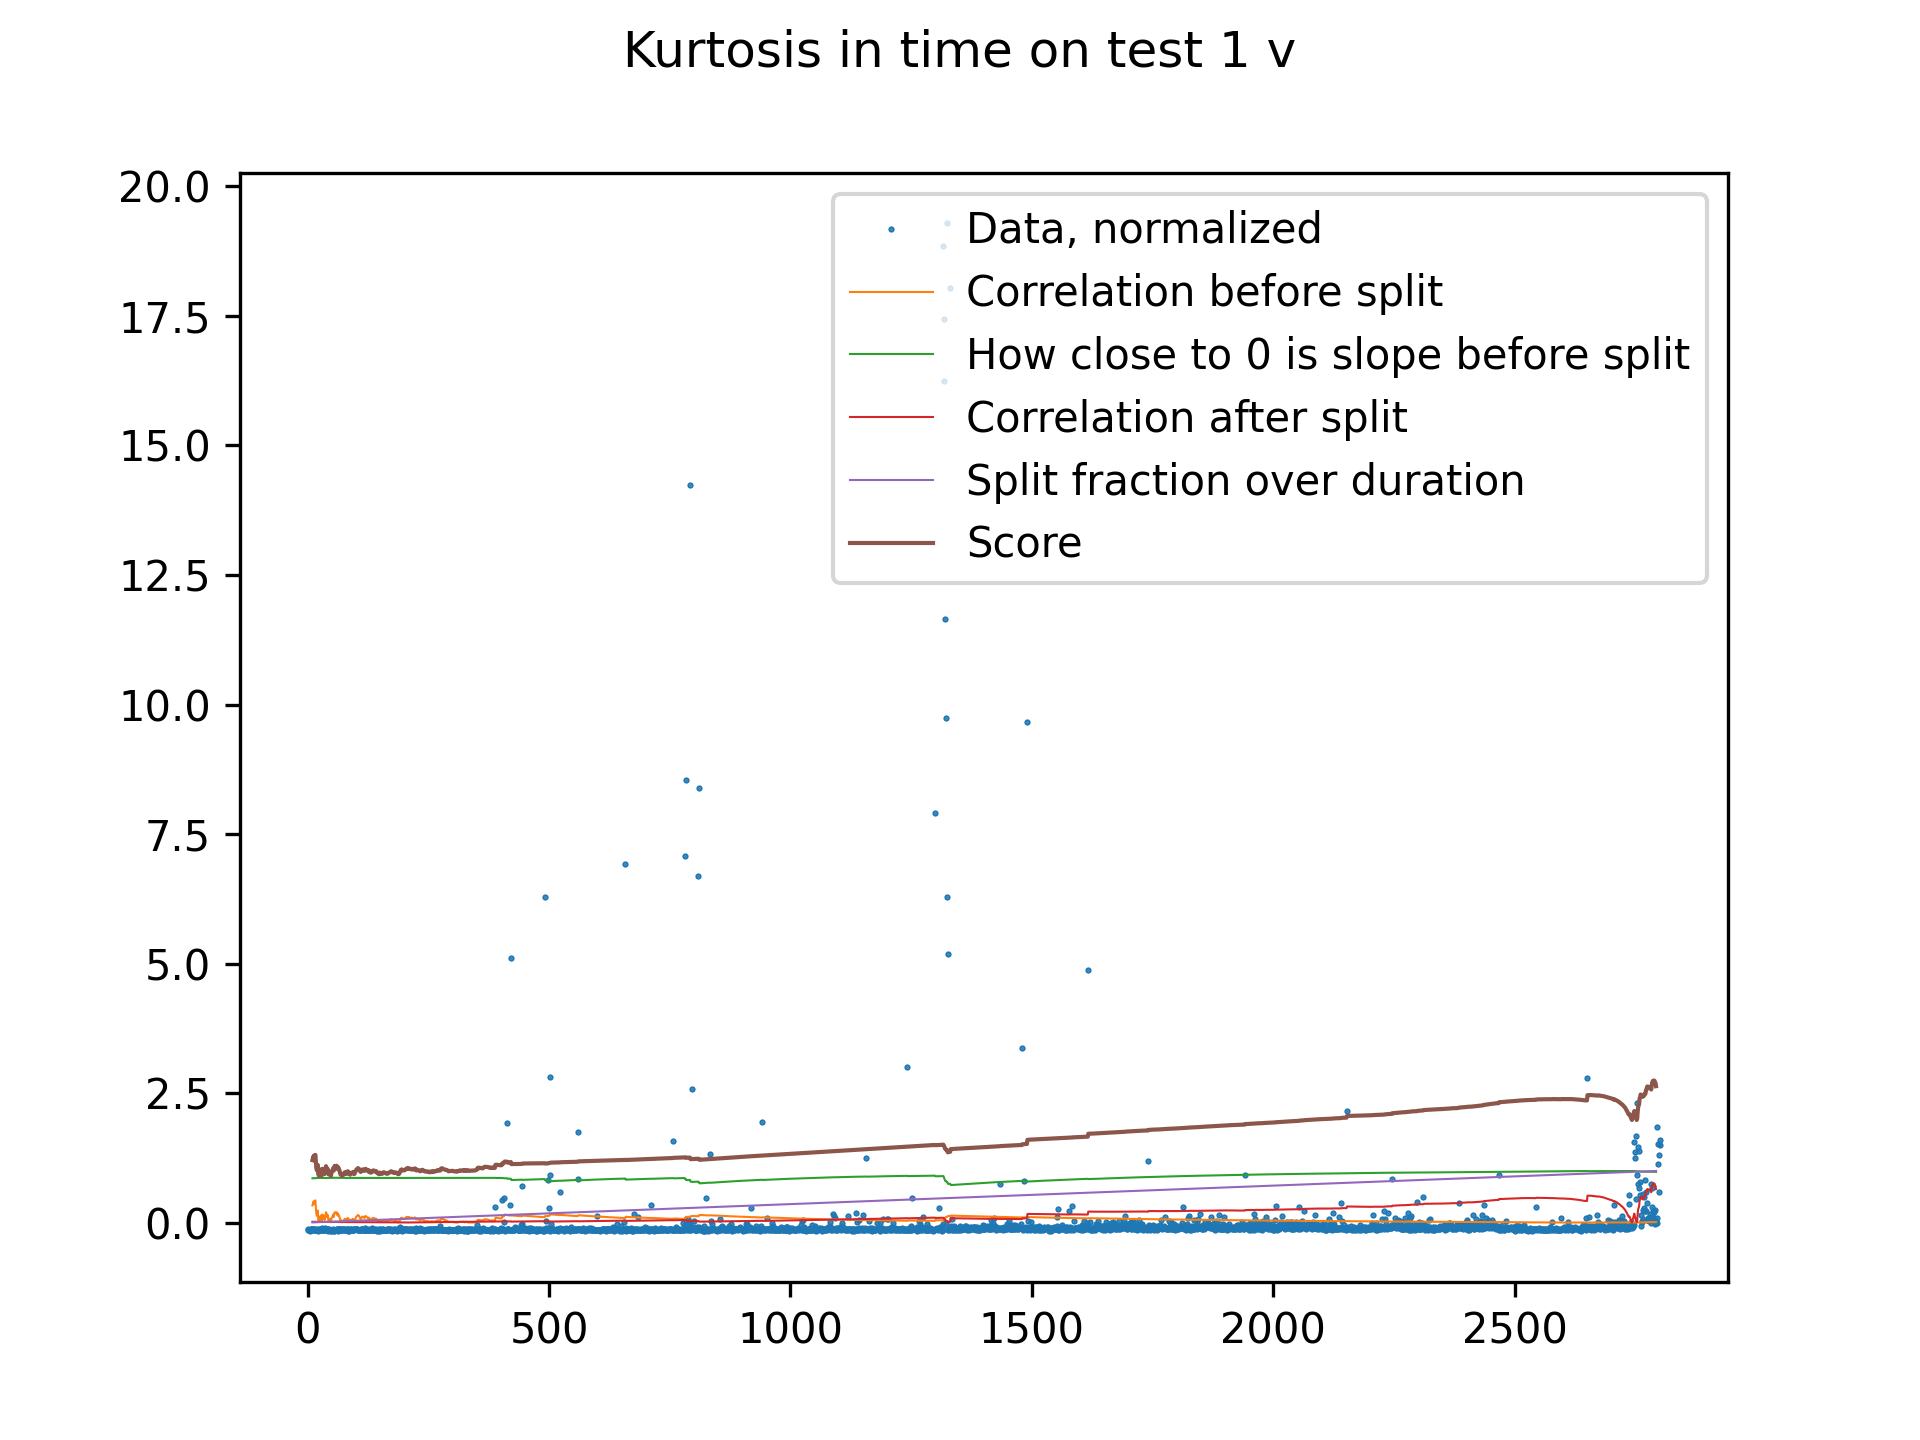 Kurtosis in time on test 1 v
20.0
17.5
15.0
12.5
10.0
7.5
5.0
2.5
0.0
Data, normalized
Correlation before split
How close to 0 is slope before split
Correlation after split
Split fraction over duration
Score
0 500 1000 1500 2000 2500